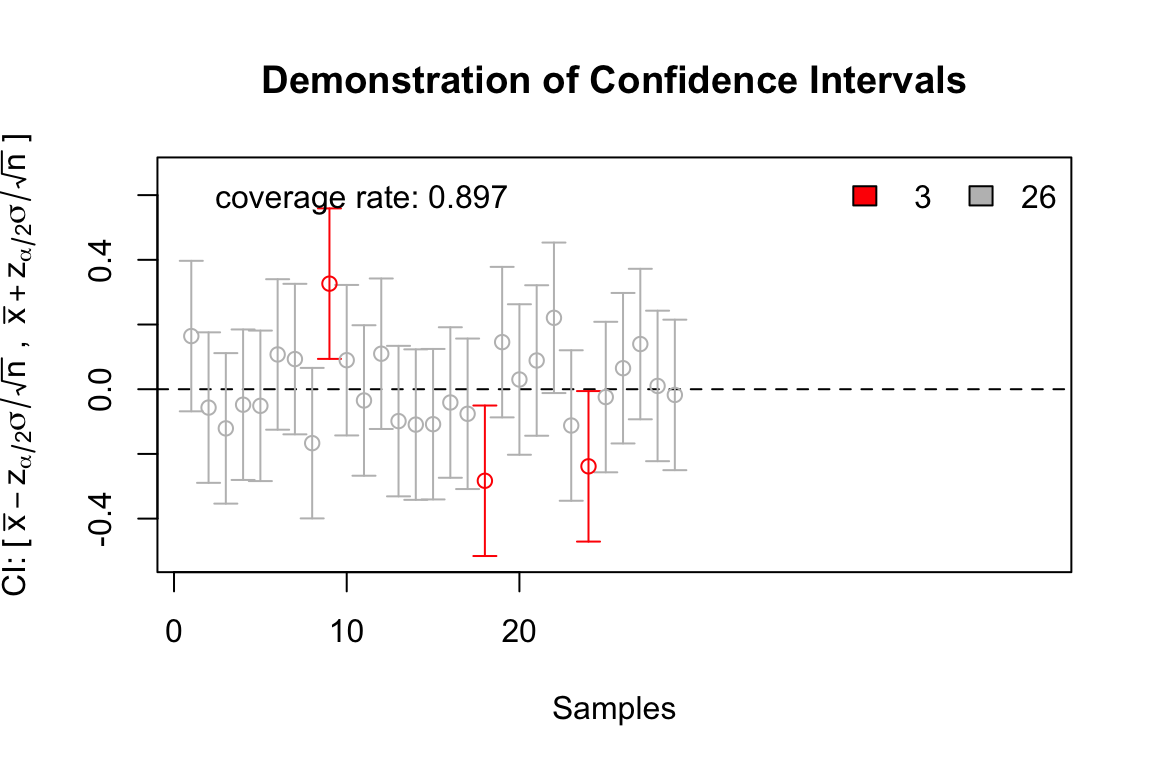 Demonstration of Confidence Intervals
coverage rate: 0.897
3
26
CI: [ x̅ − zα/2σ/√n , x̅ + zα/2σ/√n ]
0.4
0.0
-0.4
0
10
20
Samples